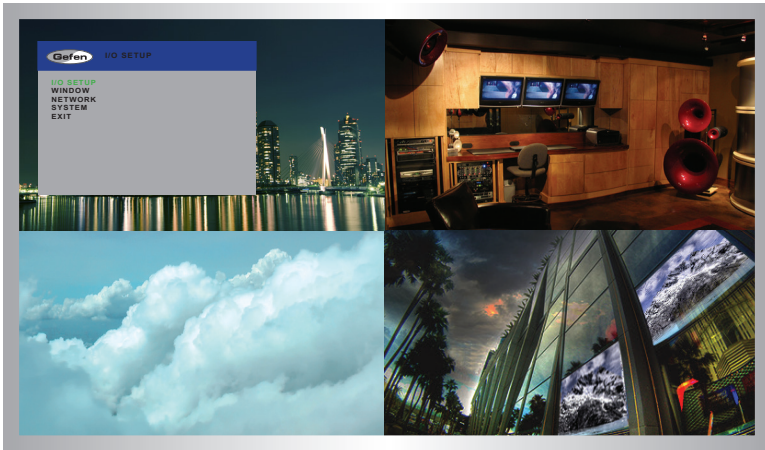 Gefen
I/O SETUP
I/O SETUP
WINDOW
NETWORK
SYSTEM
EXIT